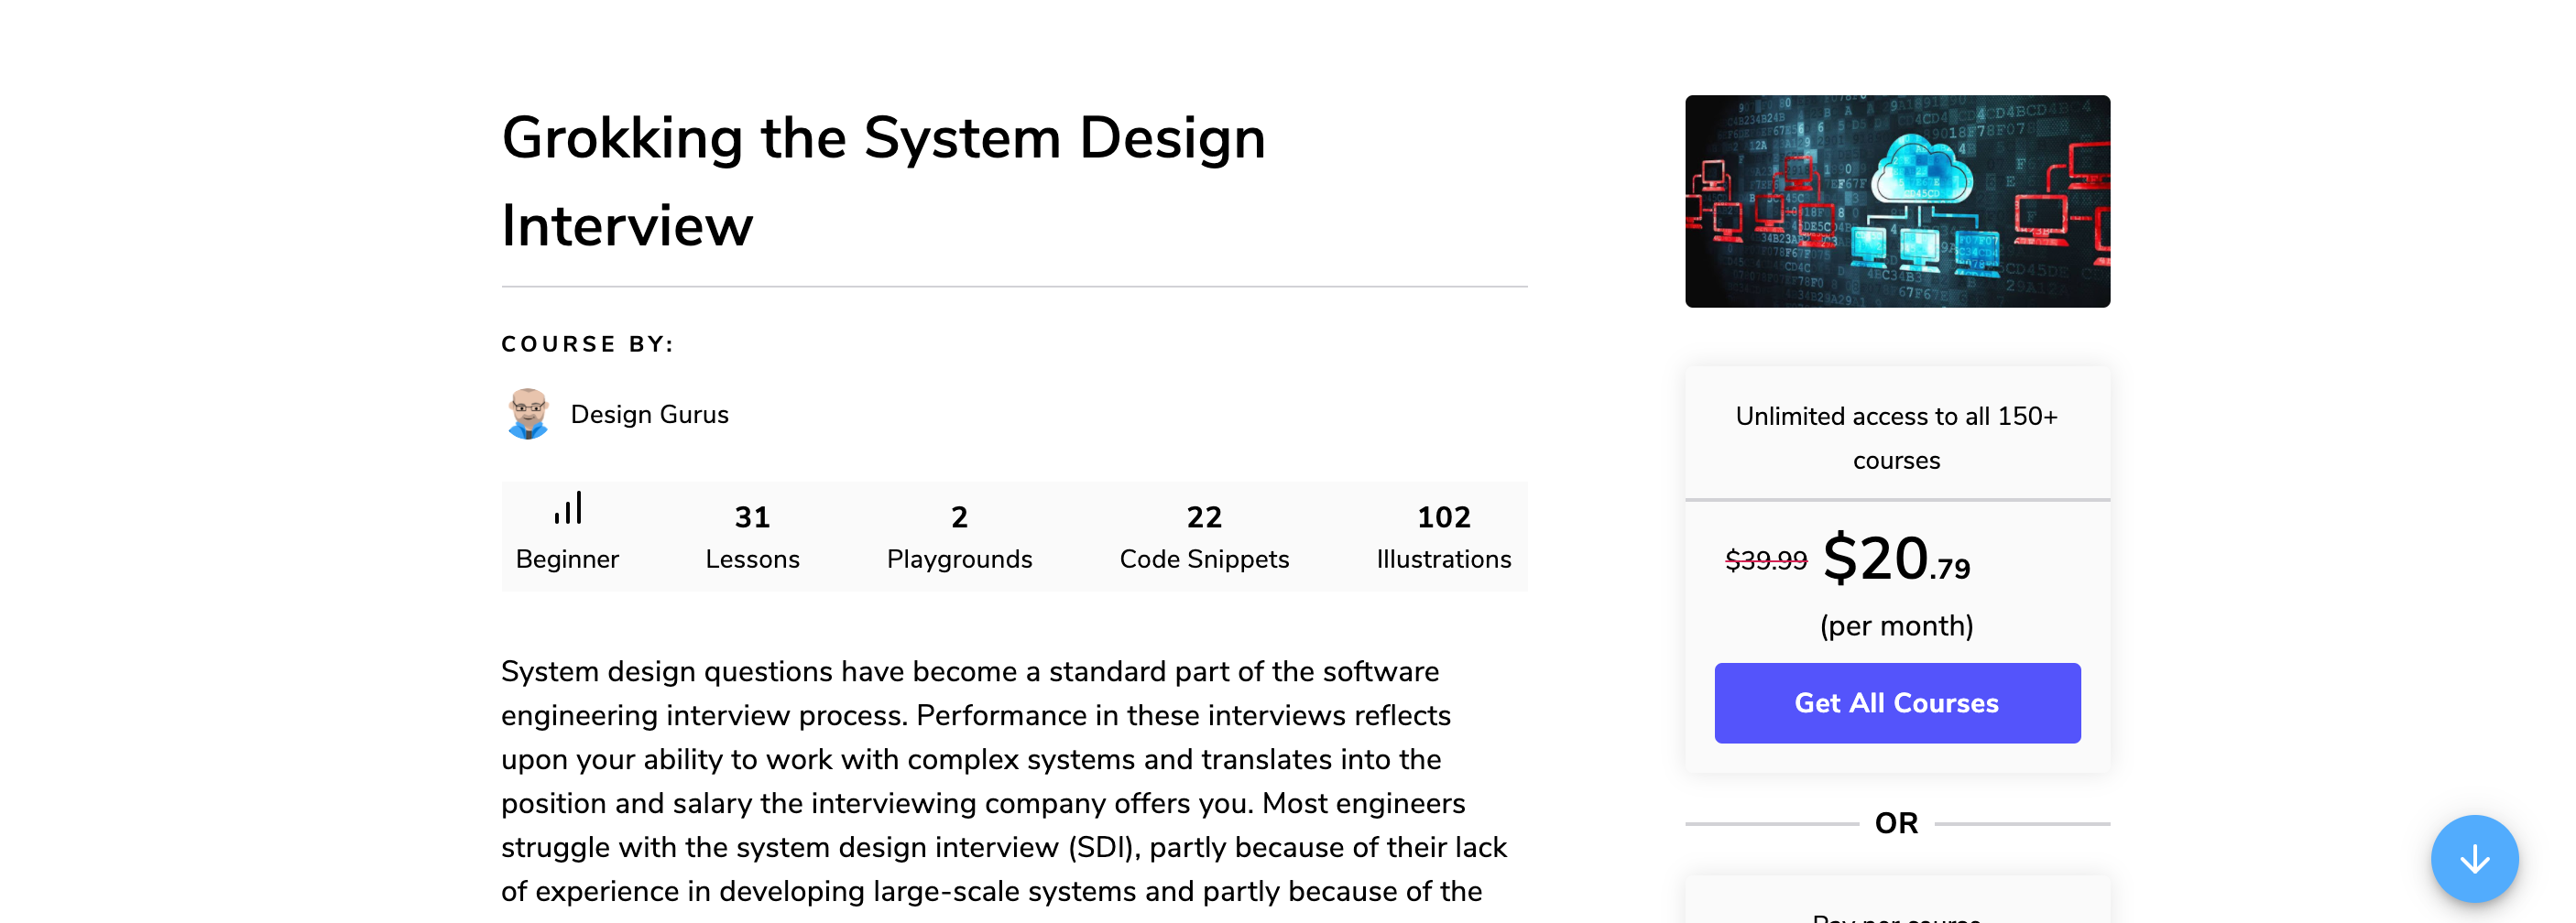 Grokking the System Design
Interview
COURSE BY:
Design Gurus
Beginner
31
Lessons
2
Playgrounds
22
Code Snippets
102
Illustrations
System design questions have become a standard part of the software
engineering interview process. Performance in these interviews reflects
upon your ability to work with complex systems and translates into the
position and salary the interviewing company offers you. Most engineers
struggle with the system design interview (SDI), partly because of their lack
of experience in developing large-scale systems and partly because of the
Unlimited access to all 150+
courses
$39.99 $20.79
(per month)
Get All Courses
OR
Pay per course